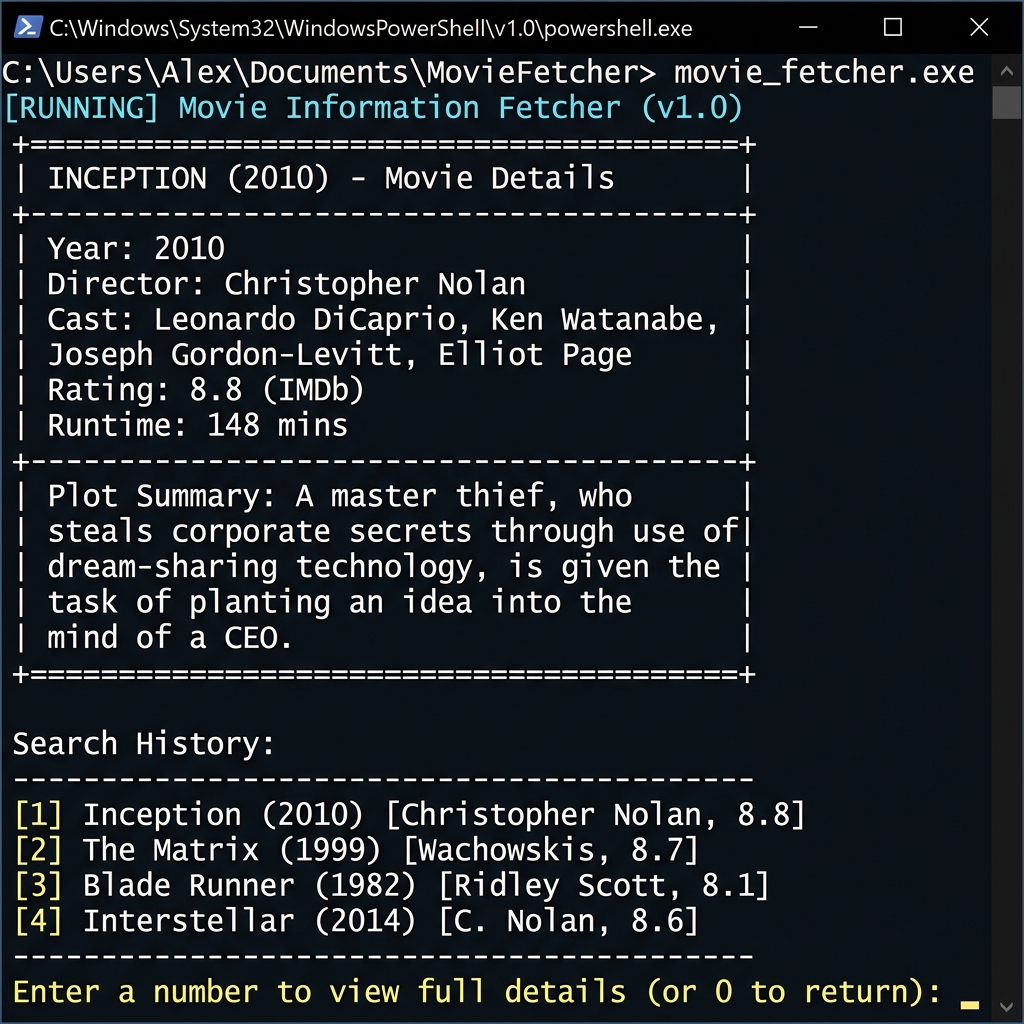 C:\Windows\System32\WindowsPowerShell\v1.0\powershell.exe
C:\Users\Alex\Documents\MovieFetcher> movie_fetcher.exe
[RUNNING] Movie Information Fetcher (v1.0)
+========================================+
| INCEPTION (2010) - Movie Details |
+----------------------------------------+
| Year: 2010 |
| Director: Christopher Nolan |
| Cast: Leonardo DiCaprio, Ken Watanabe, |
| Joseph Gordon-Levitt, Elliot Page |
| Rating: 8.8 (IMDb) |
| Runtime: 148 mins |
+----------------------------------------+
| Plot Summary: A master thief, who |
| steals corporate secrets through use of|
| dream-sharing technology, is given the |
| task of planting an idea into the |
| mind of a CEO. |
+========================================+
Search History:
------------------------------------------
[1] Inception (2010) [Christopher Nolan, 8.8]
[2] The Matrix (1999) [Wachowskis, 8.7]
[3] Blade Runner (1982) [Ridley Scott, 8.1]
[4] Interstellar (2014) [C. Nolan, 8.6]
------------------------------------------
Enter a number to view full details (or 0 to return): _